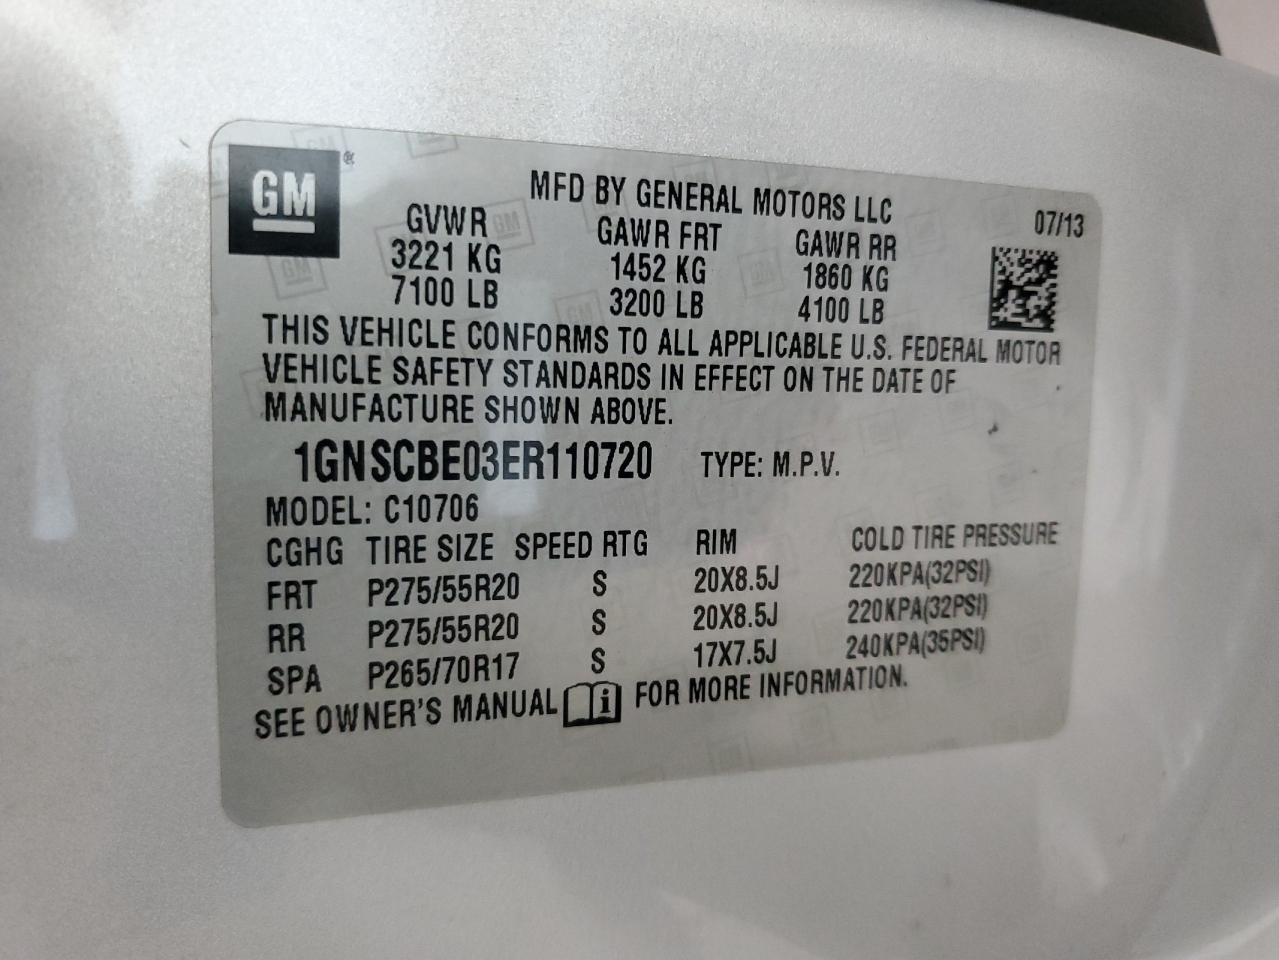 GM ®
MFD BY GENERAL MOTORS LLC 07/13
GVWR GAWR FRT GAWR RR
3221 KG 1452 KG 1860 KG
7100 LB 3200 LB 4100 LB
THIS VEHICLE CONFORMS TO ALL APPLICABLE U.S. FEDERAL MOTOR
VEHICLE SAFETY STANDARDS IN EFFECT ON THE DATE OF
MANUFACTURE SHOWN ABOVE.
1GNSCBE03ER110720 TYPE: M.P.V.
MODEL: C10706
CGHG TIRE SIZE SPEED RTG RIM COLD TIRE PRESSURE
FRT P275/55R20 S 20X8.5J 220KPA(32PSI)
RR P275/55R20 S 20X8.5J 220KPA(32PSI)
SPA P265/70R17 S 17X7.5J 240KPA(35PSI)
SEE OWNER'S MANUAL i FOR MORE INFORMATION.